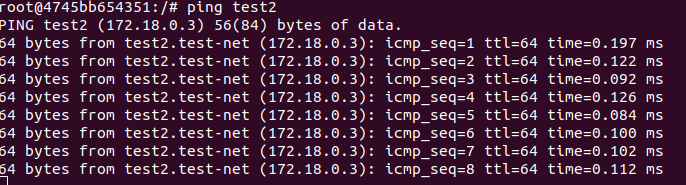 root@4745bb654351:/# ping test2
PING test2 (172.18.0.3) 56(84) bytes of data.
64 bytes from test2.test-net (172.18.0.3): icmp_seq=1 ttl=64 time=0.197 ms
64 bytes from test2.test-net (172.18.0.3): icmp_seq=2 ttl=64 time=0.122 ms
64 bytes from test2.test-net (172.18.0.3): icmp_seq=3 ttl=64 time=0.092 ms
64 bytes from test2.test-net (172.18.0.3): icmp_seq=4 ttl=64 time=0.126 ms
64 bytes from test2.test-net (172.18.0.3): icmp_seq=5 ttl=64 time=0.084 ms
64 bytes from test2.test-net (172.18.0.3): icmp_seq=6 ttl=64 time=0.100 ms
64 bytes from test2.test-net (172.18.0.3): icmp_seq=7 ttl=64 time=0.102 ms
64 bytes from test2.test-net (172.18.0.3): icmp_seq=8 ttl=64 time=0.112 ms